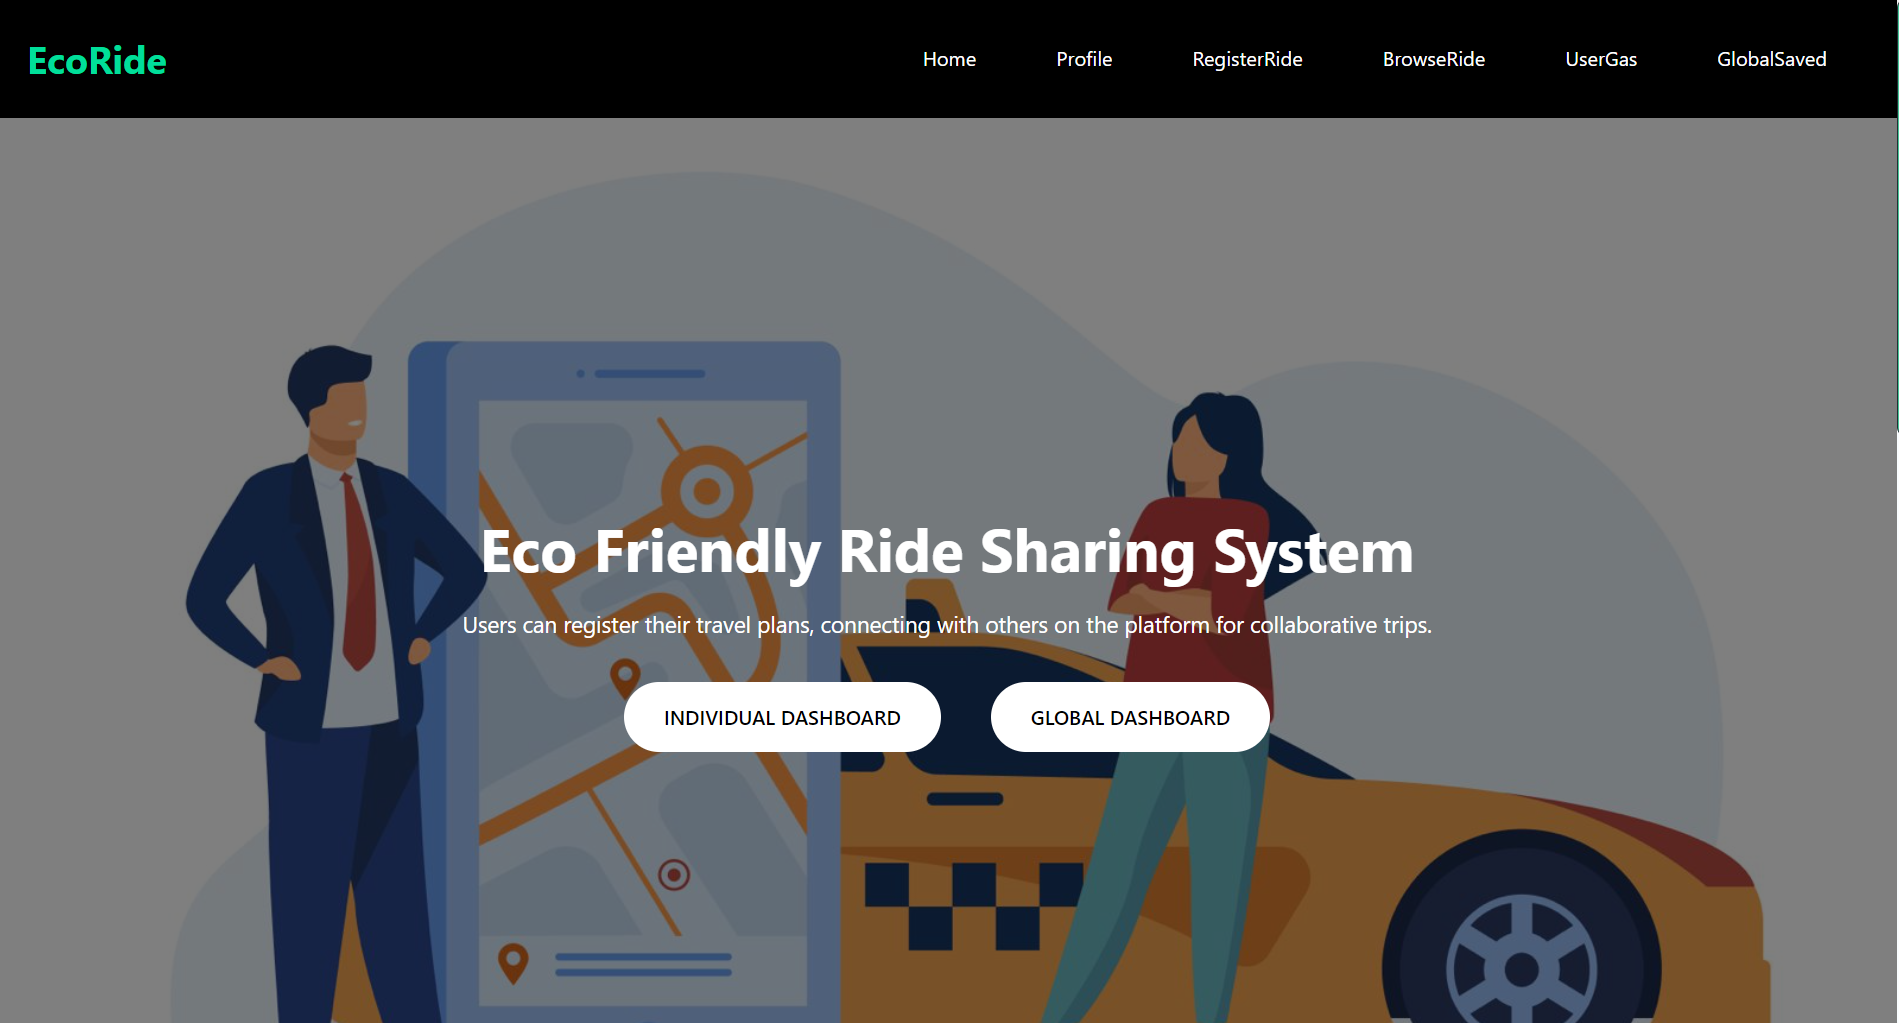 EcoRide
Home Profile RegisterRide BrowseRide UserGas GlobalSaved
Eco Friendly Ride Sharing System
Users can register their travel plans, connecting with others on the platform for collaborative trips.
INDIVIDUAL DASHBOARD GLOBAL DASHBOARD